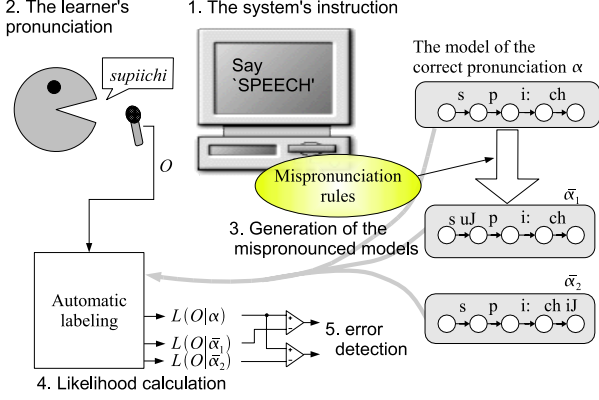 2. The learner's
pronunciation
1. The system's instruction
supiichi
Say
`SPEECH'
The model of the
correct pronunciation α
s p i: ch
O
Mispronunciation
rules
ᾱ₁
s uJ p i: ch
3. Generation of the
mispronounced models
ᾱ₂
s p i: ch iJ
Automatic
labeling
L(O|α)
L(O|ᾱ₁)
L(O|ᾱ₂)
+
−
+
−
5. error
detection
4. Likelihood calculation